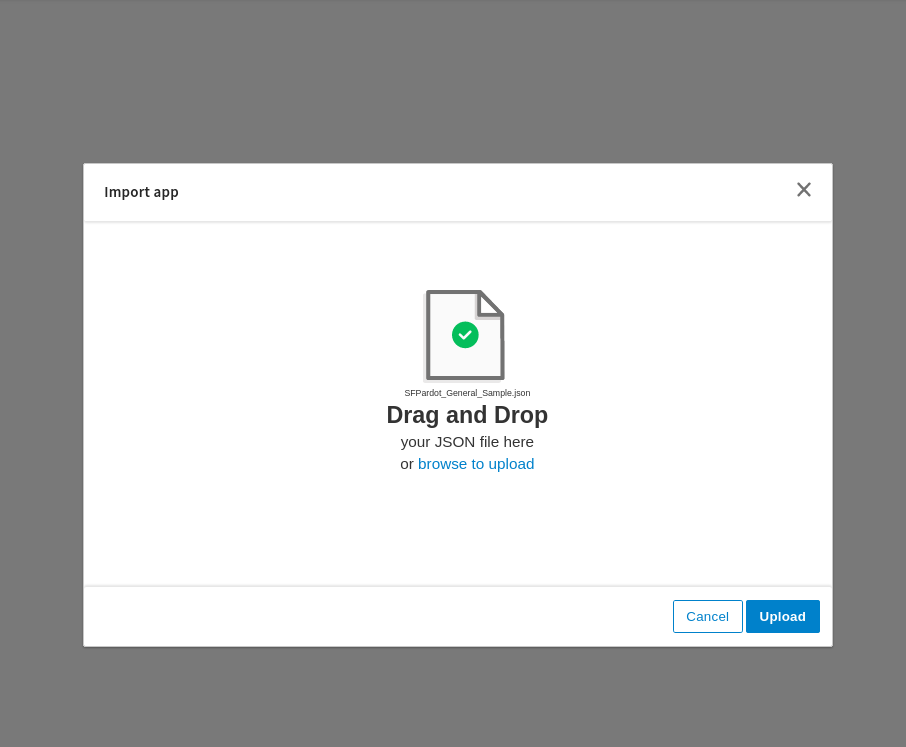 Import app
SFPardot_General_Sample.json
Drag and Drop
your JSON file here
or browse to upload
Cancel Upload